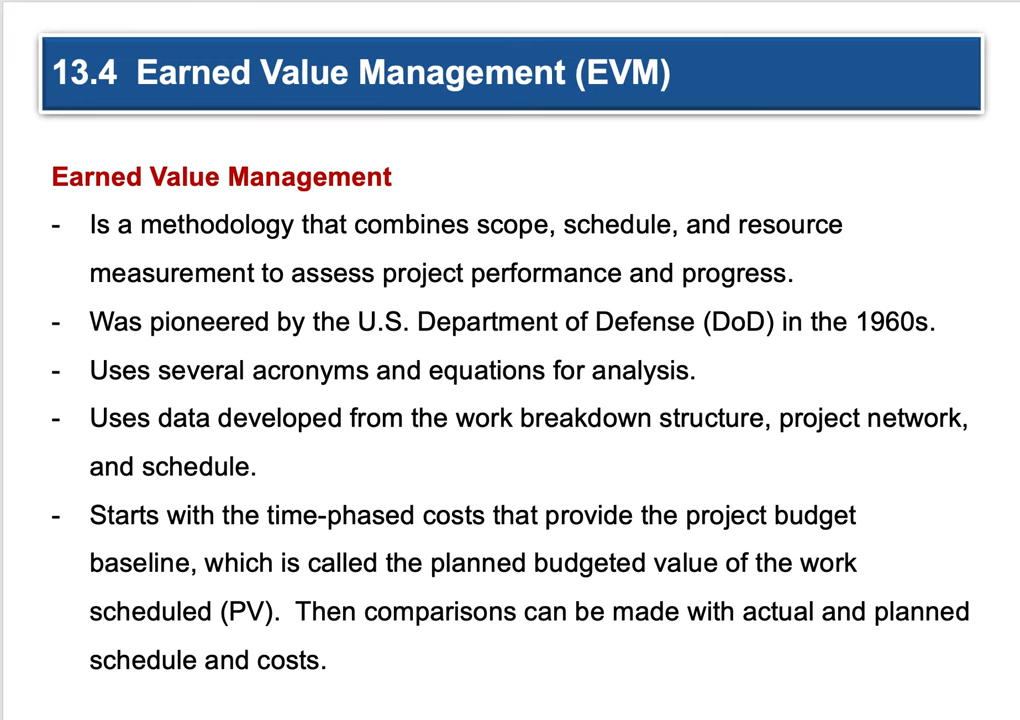 13.4 Earned Value Management (EVM)
Earned Value Management
- Is a methodology that combines scope, schedule, and resource
measurement to assess project performance and progress.
- Was pioneered by the U.S. Department of Defense (DoD) in the 1960s.
- Uses several acronyms and equations for analysis.
- Uses data developed from the work breakdown structure, project network,
and schedule.
- Starts with the time-phased costs that provide the project budget
baseline, which is called the planned budgeted value of the work
scheduled (PV). Then comparisons can be made with actual and planned
schedule and costs.